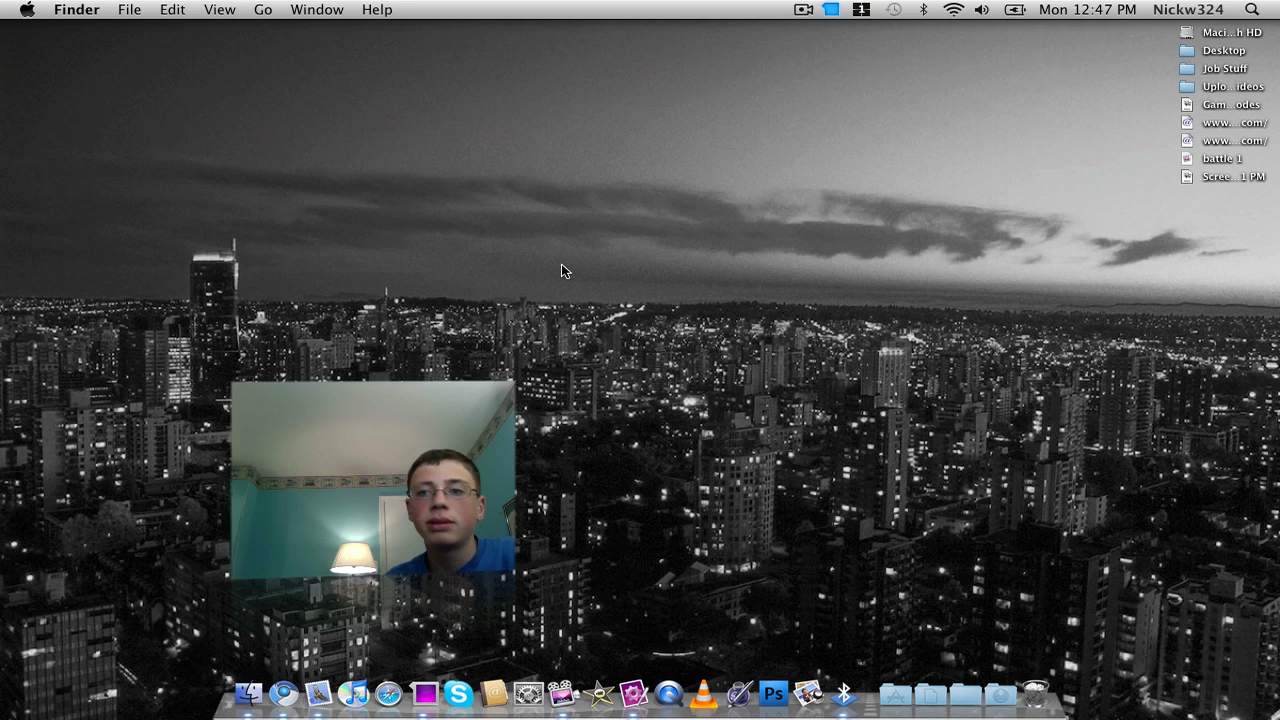 Finder File Edit View Go Window Help 1 Mon 12:47 PM Nickw324
Maci...h HD
Desktop
Job Stuff
Uplo...ideos
Gam...odes
www....com/
www....com/
battle 1
Scree...1 PM
Ps